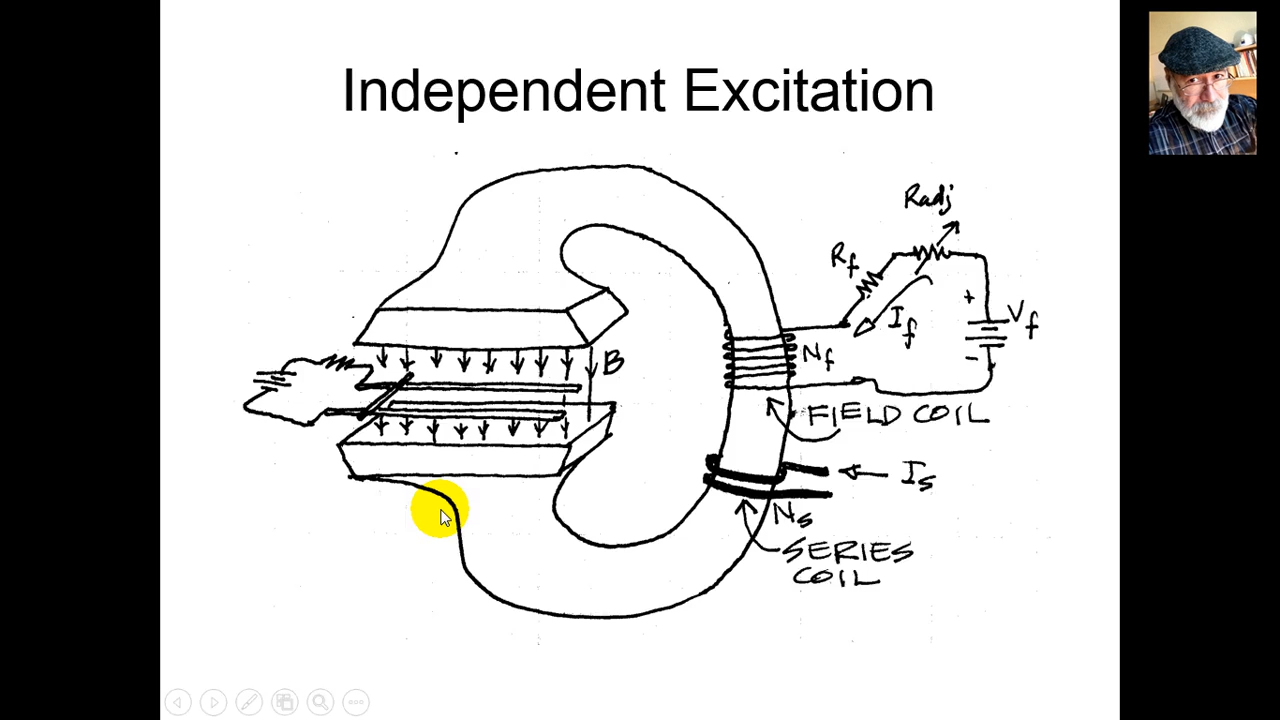 Independent Excitation
Radj
Rf
If
+
Vf
-
B
Nf
FIELD COIL
Is
Ns
SERIES
COIL